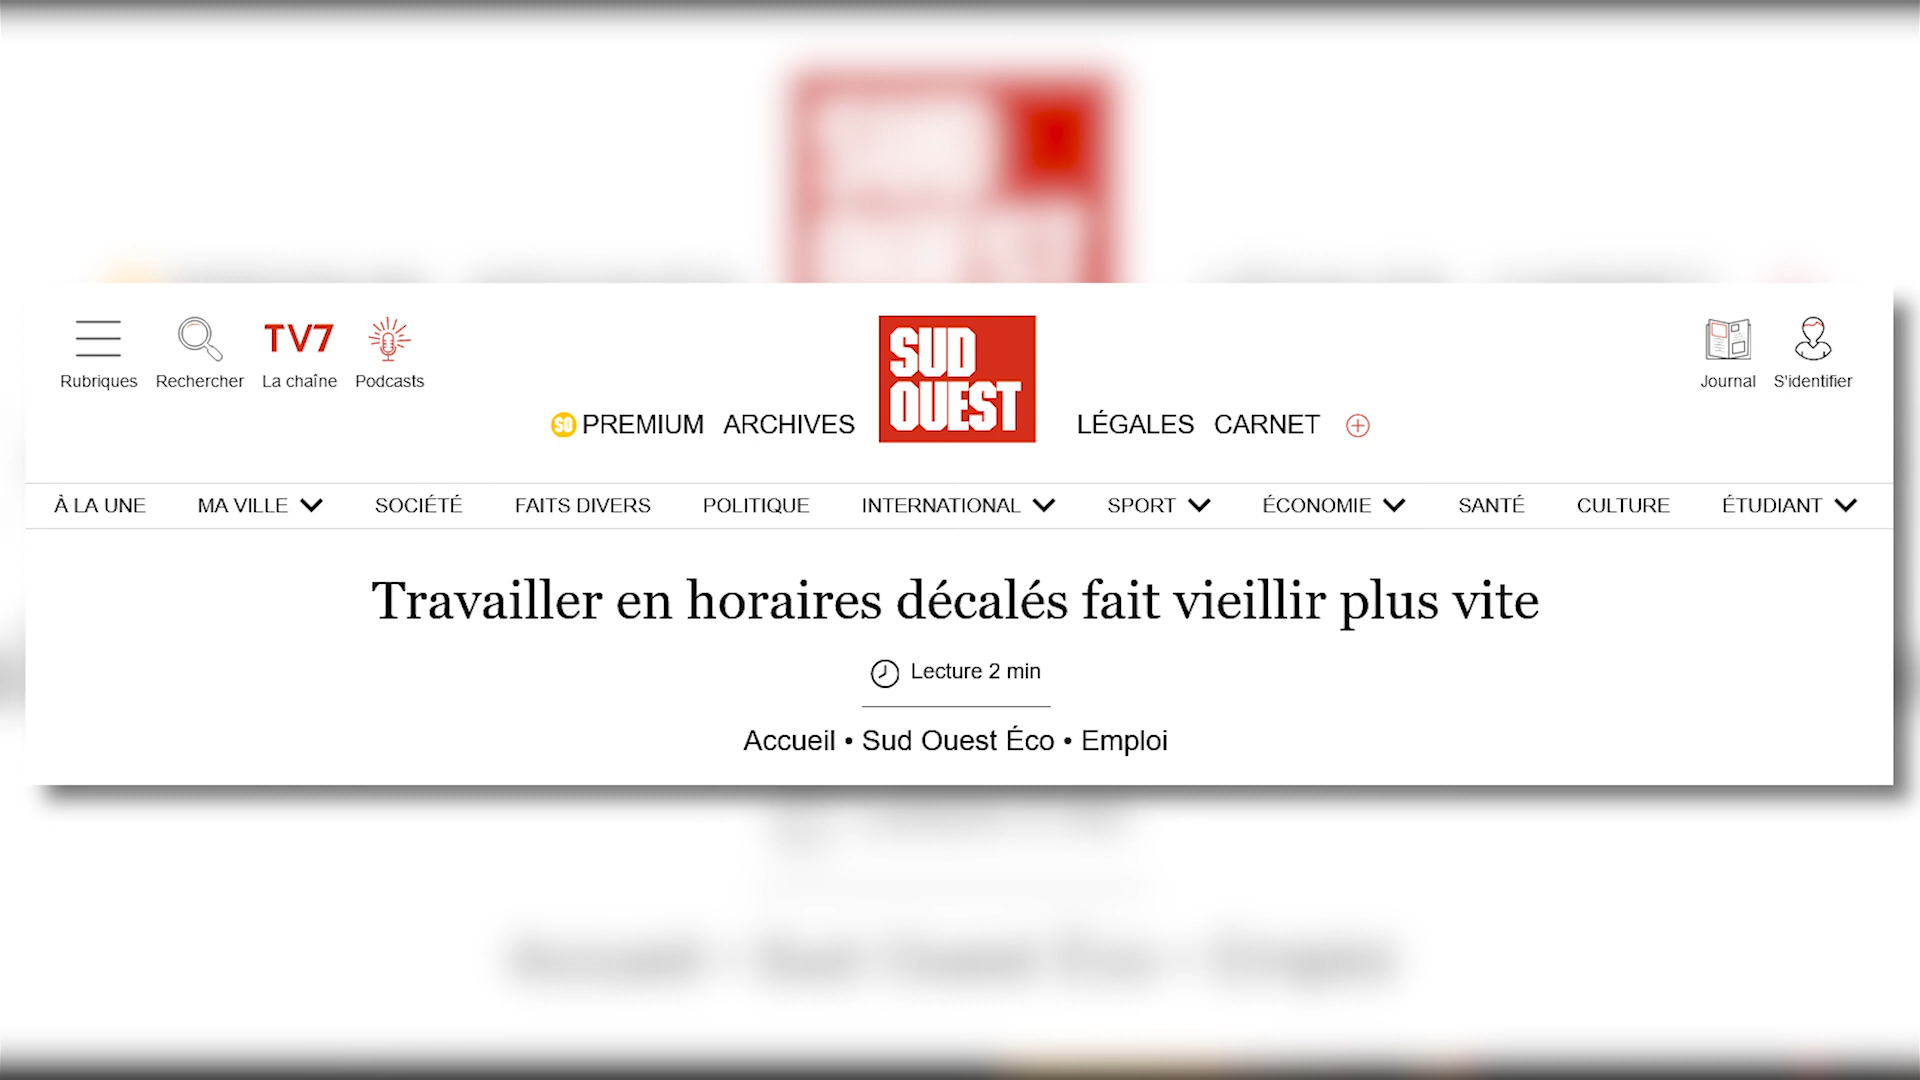 Rubriques
Rechercher
TV7
La chaîne
Podcasts
SO PREMIUM
ARCHIVES
SUD
OUEST
LÉGALES
CARNET
Journal
S'identifier
À LA UNE
MA VILLE
SOCIÉTÉ
FAITS DIVERS
POLITIQUE
INTERNATIONAL
SPORT
ÉCONOMIE
SANTÉ
CULTURE
ÉTUDIANT
Travailler en horaires décalés fait vieillir plus vite
Lecture 2 min
Accueil • Sud Ouest Éco • Emploi